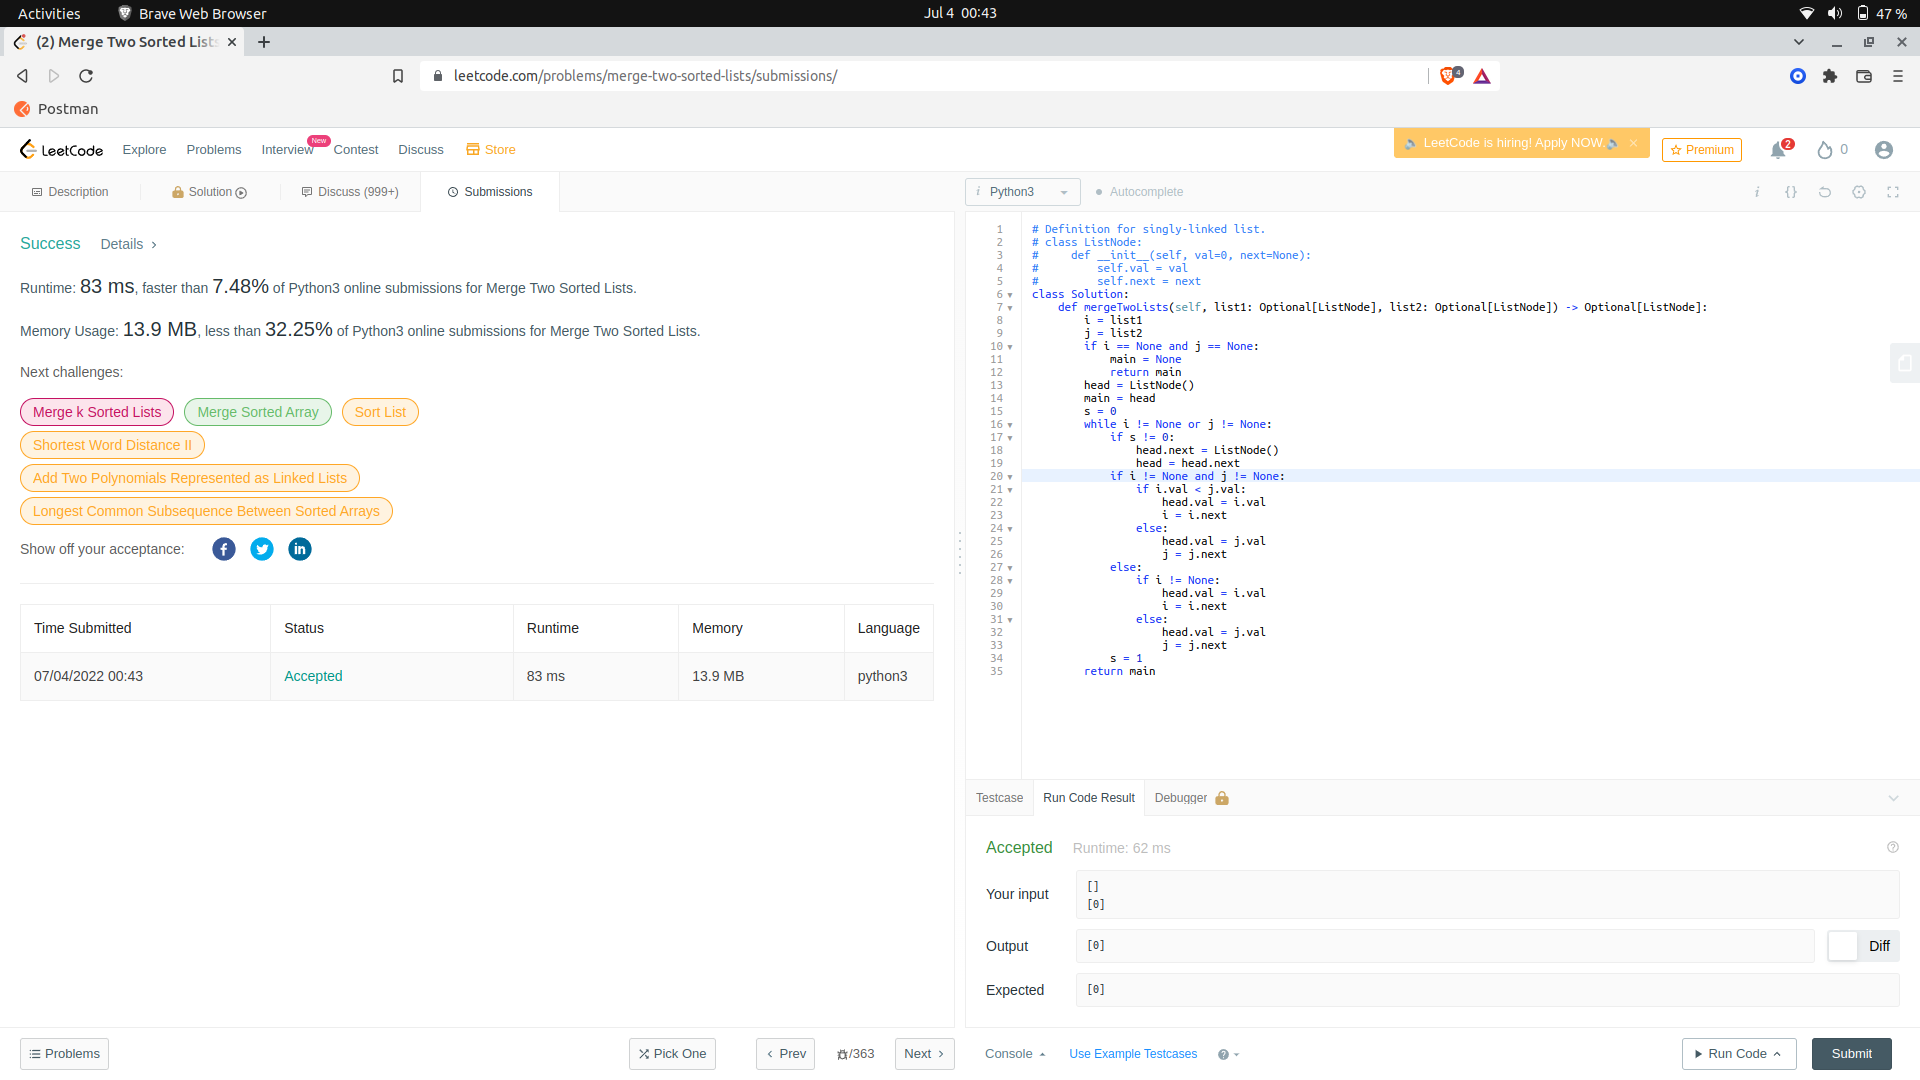 Activities
Brave Web Browser
Jul 4 00:43
47 %
(2) Merge Two Sorted Lists
leetcode.com/problems/merge-two-sorted-lists/submissions/
4
Postman
LeetCode
Explore
Problems
Interview
New
Contest
Discuss
Store
LeetCode is hiring! Apply NOW.
Premium
2
0
Description
Solution
Discuss (999+)
Submissions
i Python3
Autocomplete
i
{}
Success
Details
Runtime: 83 ms, faster than 7.48% of Python3 online submissions for Merge Two Sorted Lists.
Memory Usage: 13.9 MB, less than 32.25% of Python3 online submissions for Merge Two Sorted Lists.
Next challenges:
Merge k Sorted Lists
Merge Sorted Array
Sort List
Shortest Word Distance II
Add Two Polynomials Represented as Linked Lists
Longest Common Subsequence Between Sorted Arrays
Show off your acceptance:
Time Submitted Status Runtime Memory Language
07/04/2022 00:43 Accepted 83 ms 13.9 MB python3
1 # Definition for singly-linked list.
2 # class ListNode:
3 #     def __init__(self, val=0, next=None):
4 #         self.val = val
5 #         self.next = next
6 class Solution:
7     def mergeTwoLists(self, list1: Optional[ListNode], list2: Optional[ListNode]) -> Optional[ListNode]:
8         i = list1
9         j = list2
10         if i == None and j == None:
11             main = None
12             return main
13         head = ListNode()
14         main = head
15         s = 0
16         while i != None or j != None:
17             if s != 0:
18                 head.next = ListNode()
19                 head = head.next
20             if i != None and j != None:
21                 if i.val < j.val:
22                     head.val = i.val
23                     i = i.next
24                 else:
25                     head.val = j.val
26                     j = j.next
27             else:
28                 if i != None:
29                     head.val = i.val
30                     i = i.next
31                 else:
32                     head.val = j.val
33                     j = j.next
34             s = 1
35         return main
Testcase
Run Code Result
Debugger
Accepted
Runtime: 62 ms
Your input
[]
[0]
Output
[0]
Diff
Expected
[0]
Problems
Pick One
Prev
/363
Next
Console
Use Example Testcases
Run Code
Submit